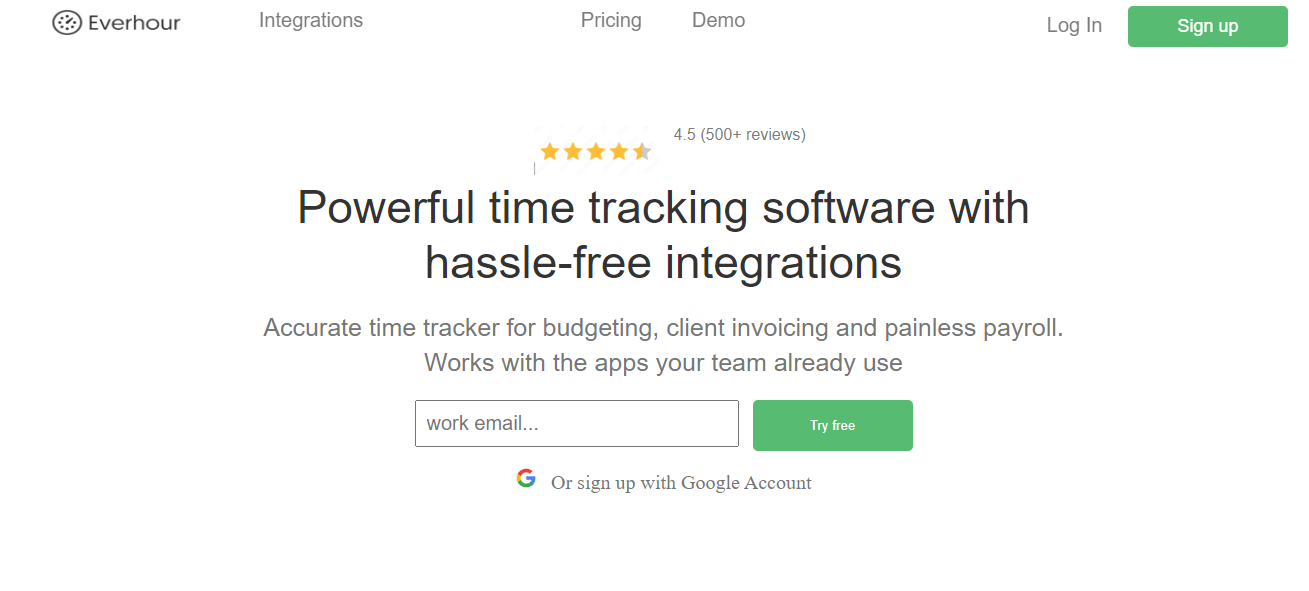 Everhour
Integrations
Pricing
Demo
Log In
Sign up
4.5 (500+ reviews)
Powerful time tracking software with
hassle-free integrations
Accurate time tracker for budgeting, client invoicing and painless payroll.
Works with the apps your team already use
work email...
Try free
Or sign up with Google Account